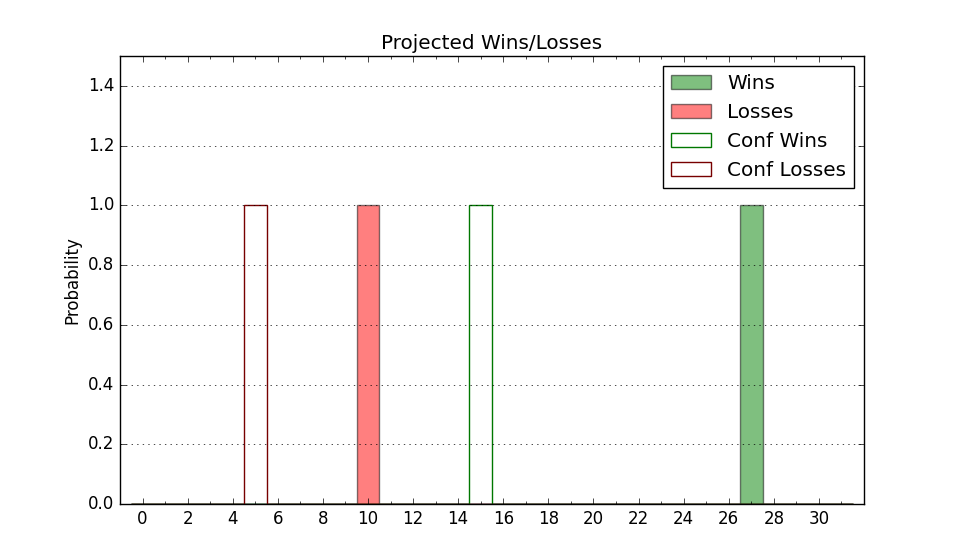 Projected Wins/Losses
Wins
Losses
Conf Wins
Conf Losses
Probability
1.4
1.2
1.0
0.8
0.6
0.4
0.2
0.0
0 2 4 6 8 10 12 14 16 18 20 22 24 26 28 30